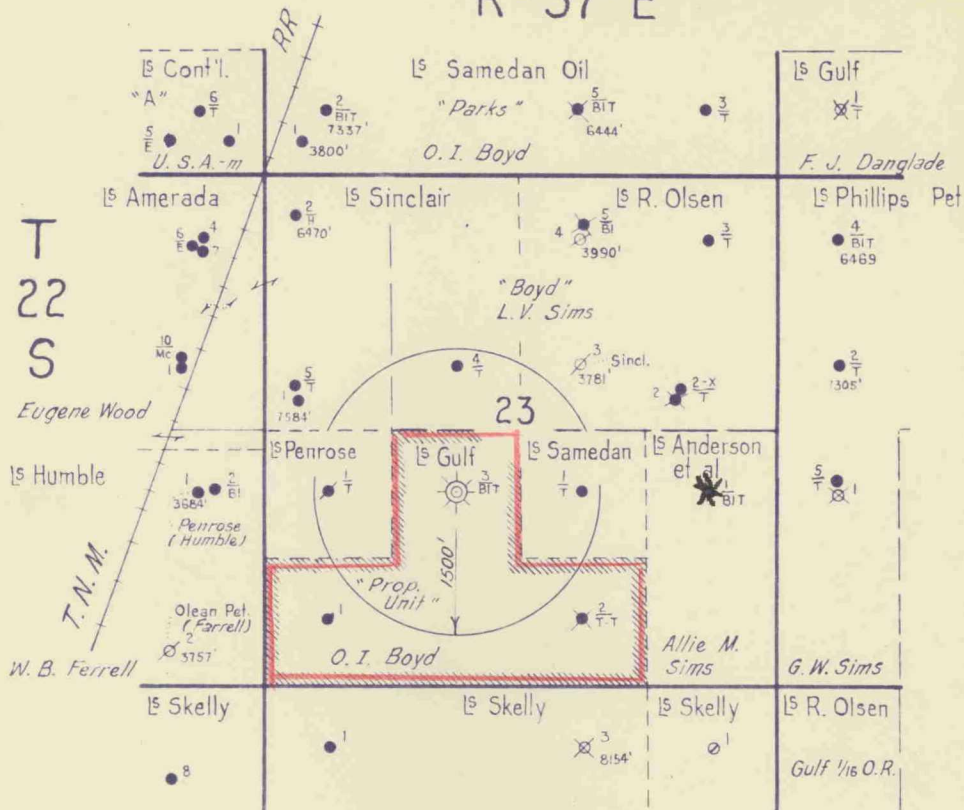 R 37 E
RR
Ls Cont'l.
"A"
6/T
5/E
1
U. S. A.-m
Ls Samedan Oil
"Parks"
2/BIT
7337'
1
3800'
5/BIT
6444'
3/T
O. I. Boyd
Ls Gulf
1/T
F. J. Danglade
T
22
S
Ls Amerada
6/E
4
7
10/Mc
1
Eugene Wood
Ls Sinclair
2
6470'
5/T
1
7584'
4/T
Ls R. Olsen
5/BI
4
3990'
3/T
"Boyd"
L. V. Sims
3 Sincl.
3781'
2-X/T
2
23
Ls Phillips Pet
4/BIT
6469
2/T
Ls Humble
1
3684'
2/BI
Penrose
(Humble)
Olean Pet.
(Farrell)
2
3757'
T. N. M.
W. B. Ferrell
Ls Penrose
1/T
Ls Gulf
3/BIT
1500'
"Prop.
Unit"
1
O. I. Boyd
Ls Samedan
1/T
2/T-T
Ls Anderson
et al
1/BIT
Allie M.
Sims
5/T
1
G. W. Sims
Ls Skelly
8
Ls Skelly
1
3
8154'
Ls Skelly
1
Ls R. Olsen
Gulf 1/16 O.R.